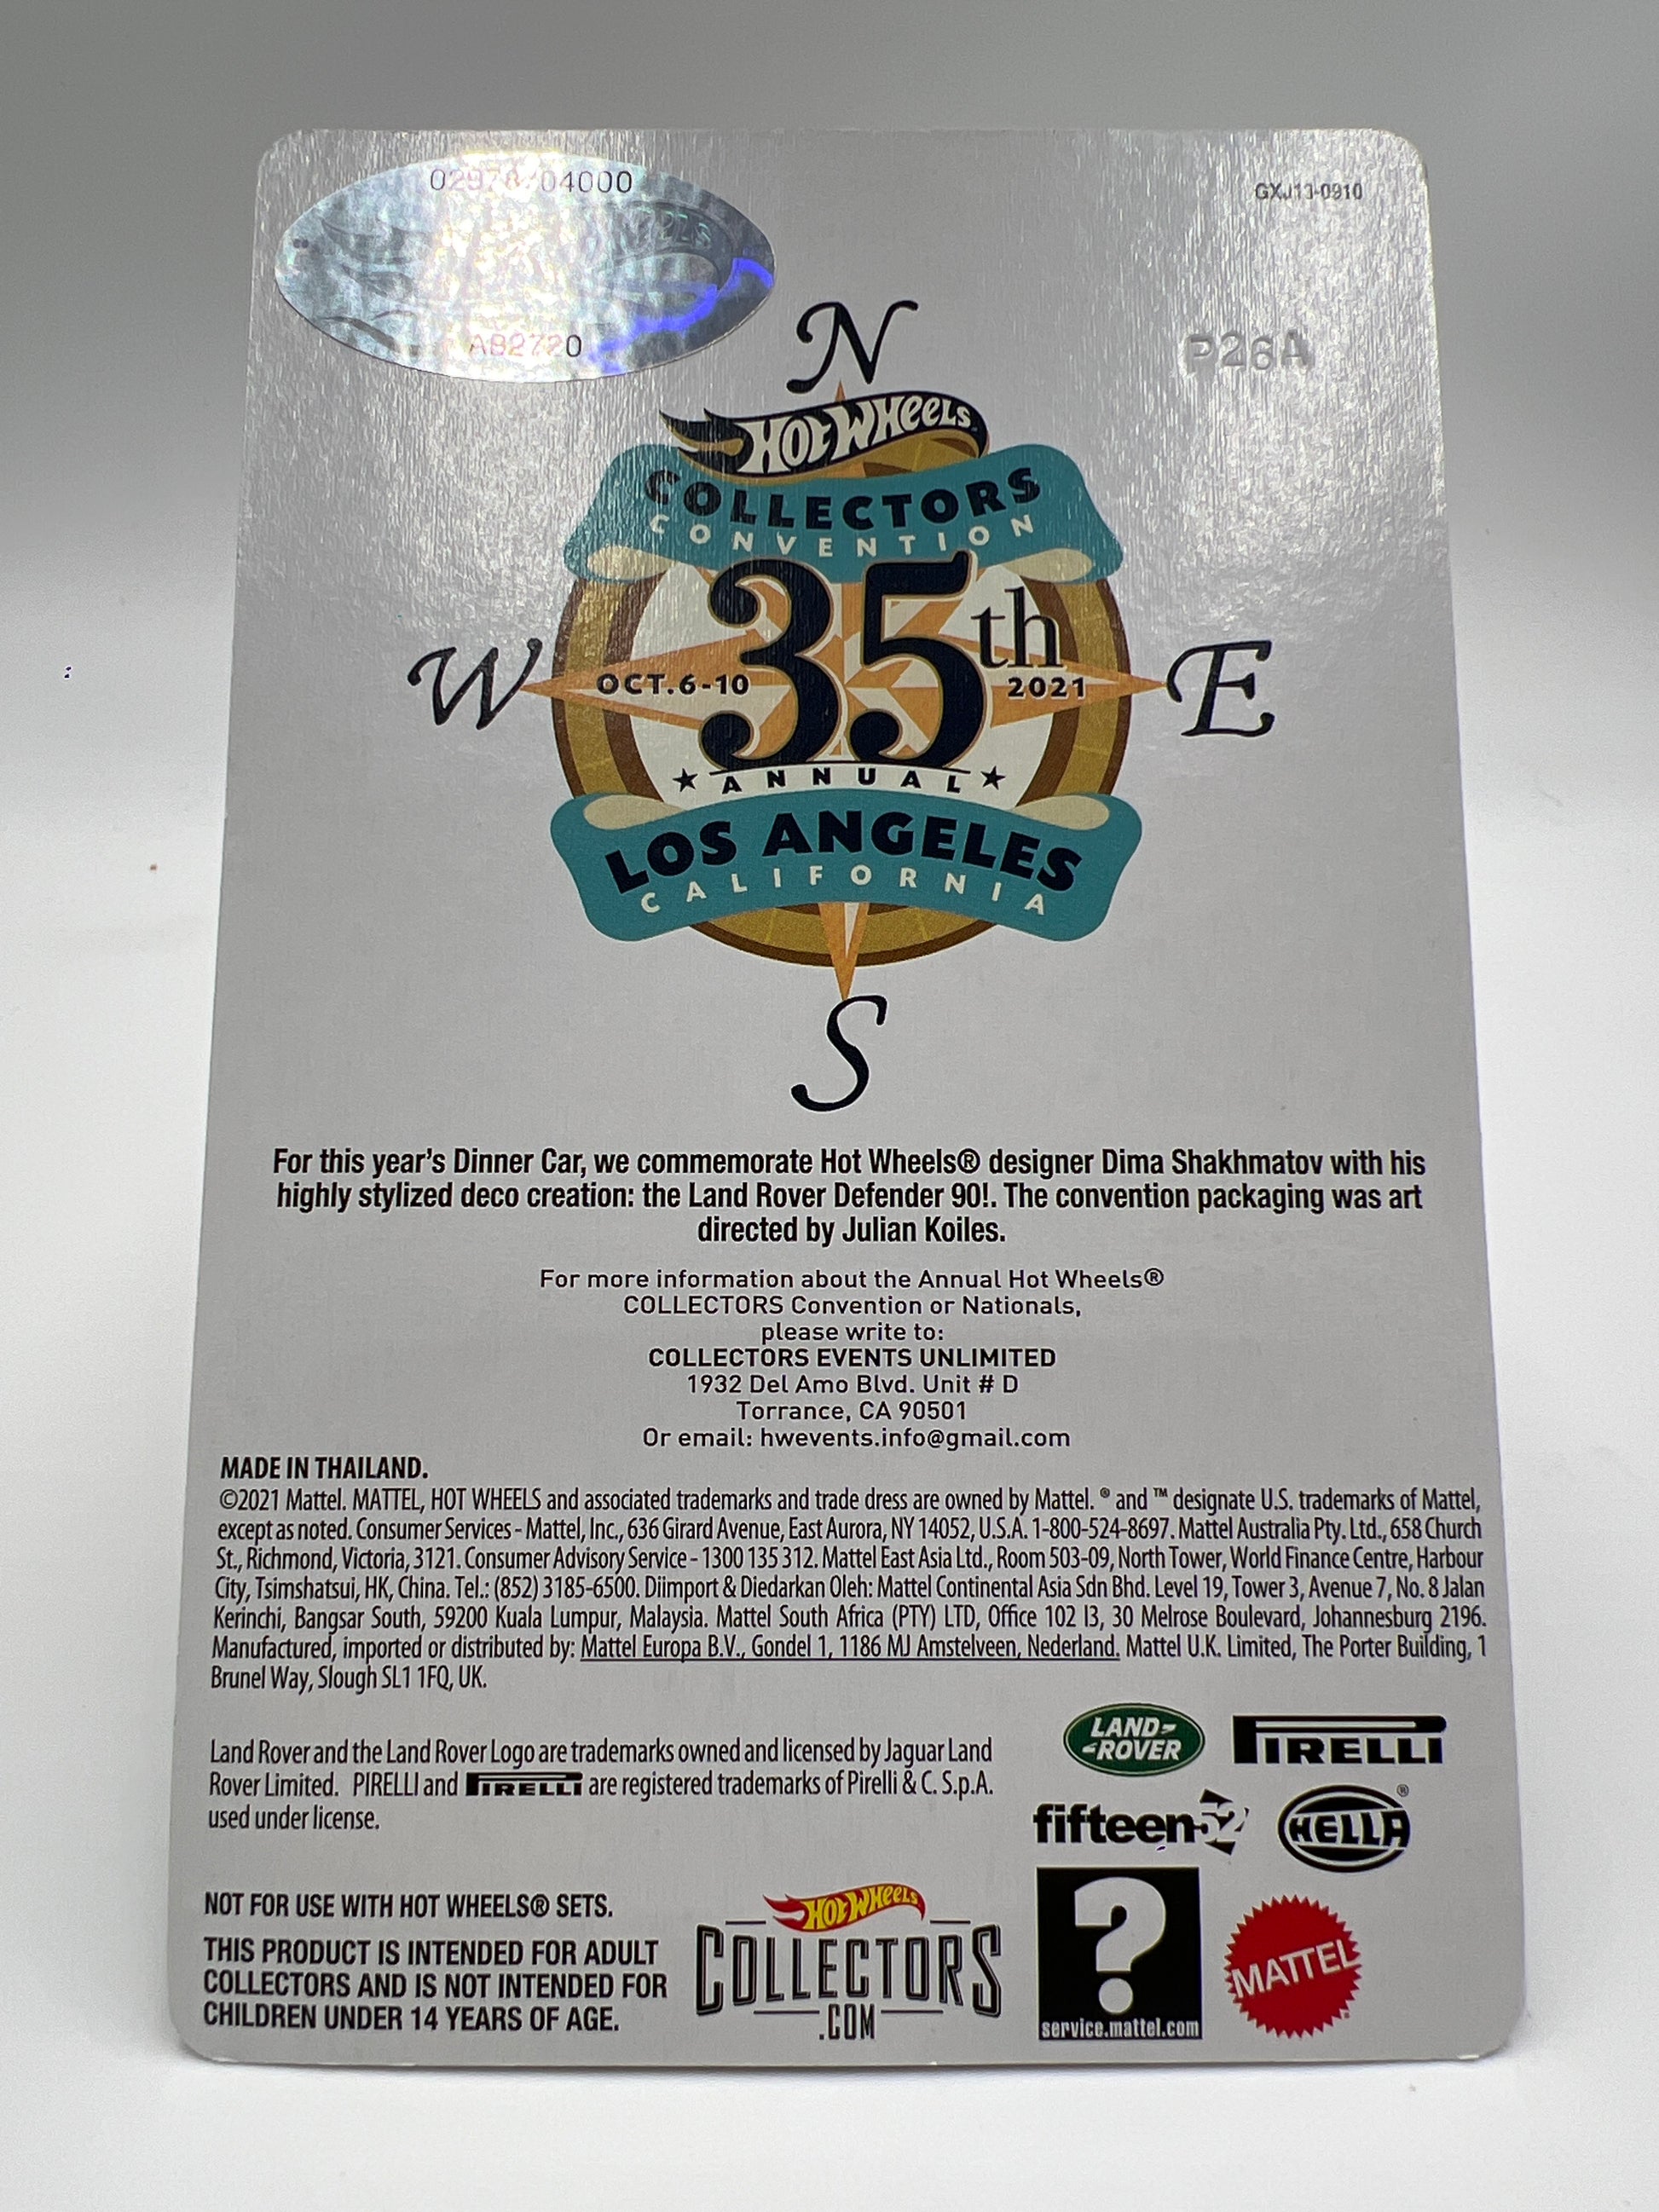 02978/04000
GXJ13-0910
AB2720
P26A
N
HOT WHEELS
COLLECTORS
CONVENTION
35th
W
OCT. 6-10
2021
E
★ ANNUAL ★
LOS ANGELES
CALIFORNIA
S
For this year's Dinner Car, we commemorate Hot Wheels® designer Dima Shakhmatov with his
highly stylized deco creation: the Land Rover Defender 90!. The convention packaging was art
directed by Julian Koiles.
For more information about the Annual Hot Wheels®
COLLECTORS Convention or Nationals,
please write to:
COLLECTORS EVENTS UNLIMITED
1932 Del Amo Blvd. Unit # D
Torrance, CA 90501
Or email: hwevents.info@gmail.com
MADE IN THAILAND.
©2021 Mattel. MATTEL, HOT WHEELS and associated trademarks and trade dress are owned by Mattel. ® and ™ designate U.S. trademarks of Mattel,
except as noted. Consumer Services - Mattel, Inc., 636 Girard Avenue, East Aurora, NY 14052, U.S.A. 1-800-524-8697. Mattel Australia Pty. Ltd., 658 Church
St., Richmond, Victoria, 3121. Consumer Advisory Service - 1300 135 312. Mattel East Asia Ltd., Room 503-09, North Tower, World Finance Centre, Harbour
City, Tsimshatsui, HK, China. Tel.: (852) 3185-6500. Diimport & Diedarkan Oleh: Mattel Continental Asia Sdn Bhd. Level 19, Tower 3, Avenue 7, No. 8 Jalan
Kerinchi, Bangsar South, 59200 Kuala Lumpur, Malaysia. Mattel South Africa (PTY) LTD, Office 102 I3, 30 Melrose Boulevard, Johannesburg 2196.
Manufactured, imported or distributed by: Mattel Europa B.V., Gondel 1, 1186 MJ Amstelveen, Nederland. Mattel U.K. Limited, The Porter Building, 1
Brunel Way, Slough SL1 1FQ, UK.
Land Rover and the Land Rover Logo are trademarks owned and licensed by Jaguar Land
Rover Limited. PIRELLI and PIRELLI are registered trademarks of Pirelli & C. S.p.A.
used under license.
LAND-
-ROVER
PIRELLI
fifteen52
HELLA®
NOT FOR USE WITH HOT WHEELS® SETS.
THIS PRODUCT IS INTENDED FOR ADULT
COLLECTORS AND IS NOT INTENDED FOR
CHILDREN UNDER 14 YEARS OF AGE.
HOT WHEELS
COLLECTORS
.COM
?
service.mattel.com
MATTEL